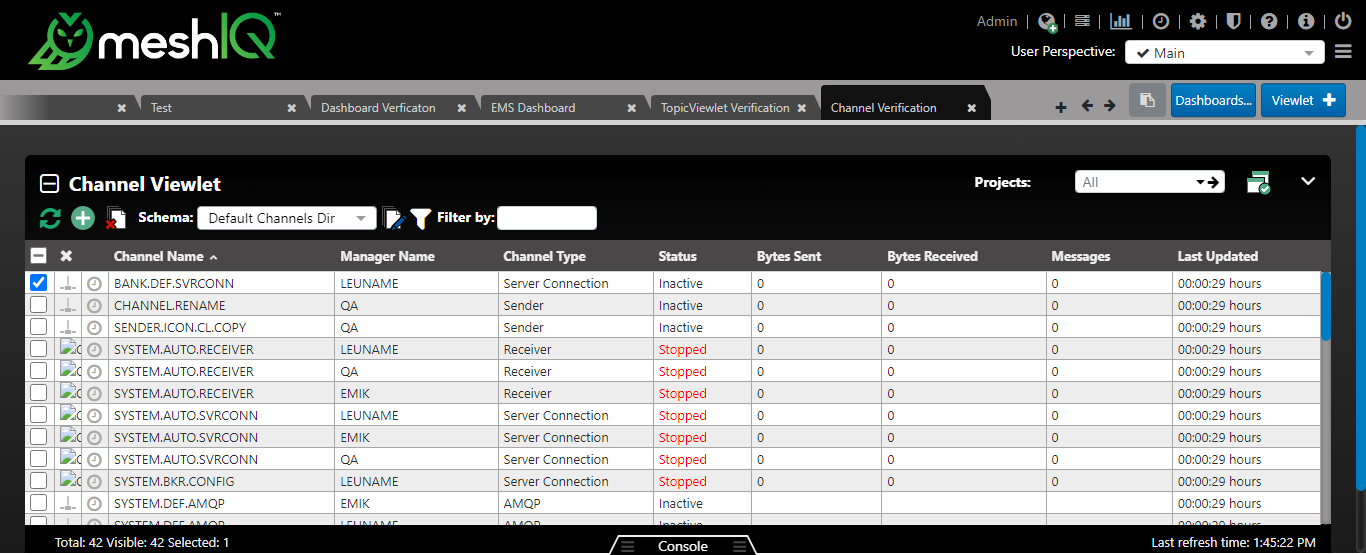 meshIQ™
Admin
User Perspective: Main
Test Dashboard Verficaton EMS Dashboard TopicViewlet Verification Channel Verification Dashboards... Viewlet
Channel Viewlet Projects: All
Schema: Default Channels Dir Filter by:
Channel Name Manager Name Channel Type Status Bytes Sent Bytes Received Messages Last Updated
BANK.DEF.SVRCONN LEUNAME Server Connection Inactive 0 0 0 00:00:29 hours
CHANNEL.RENAME QA Sender Inactive 0 0 0 00:00:29 hours
SENDER.ICON.CL.COPY QA Sender Inactive 0 0 0 00:00:29 hours
SYSTEM.AUTO.RECEIVER LEUNAME Receiver Stopped 0 0 0 00:00:29 hours
SYSTEM.AUTO.RECEIVER QA Receiver Stopped 0 0 0 00:00:29 hours
SYSTEM.AUTO.RECEIVER EMIK Receiver Stopped 0 0 0 00:00:29 hours
SYSTEM.AUTO.SVRCONN LEUNAME Server Connection Stopped 0 0 0 00:00:29 hours
SYSTEM.AUTO.SVRCONN EMIK Server Connection Stopped 0 0 0 00:00:29 hours
SYSTEM.AUTO.SVRCONN QA Server Connection Stopped 0 0 0 00:00:29 hours
SYSTEM.BKR.CONFIG LEUNAME Server Connection Stopped 0 0 0 00:00:29 hours
SYSTEM.DEF.AMQP EMIK AMQP Inactive 00:00:29 hours
SYSTEM.DEF.AMQP LEUNAME AMQP Inactive 00:00:29 hours
Total: 42 Visible: 42 Selected: 1 Console Last refresh time: 1:45:22 PM